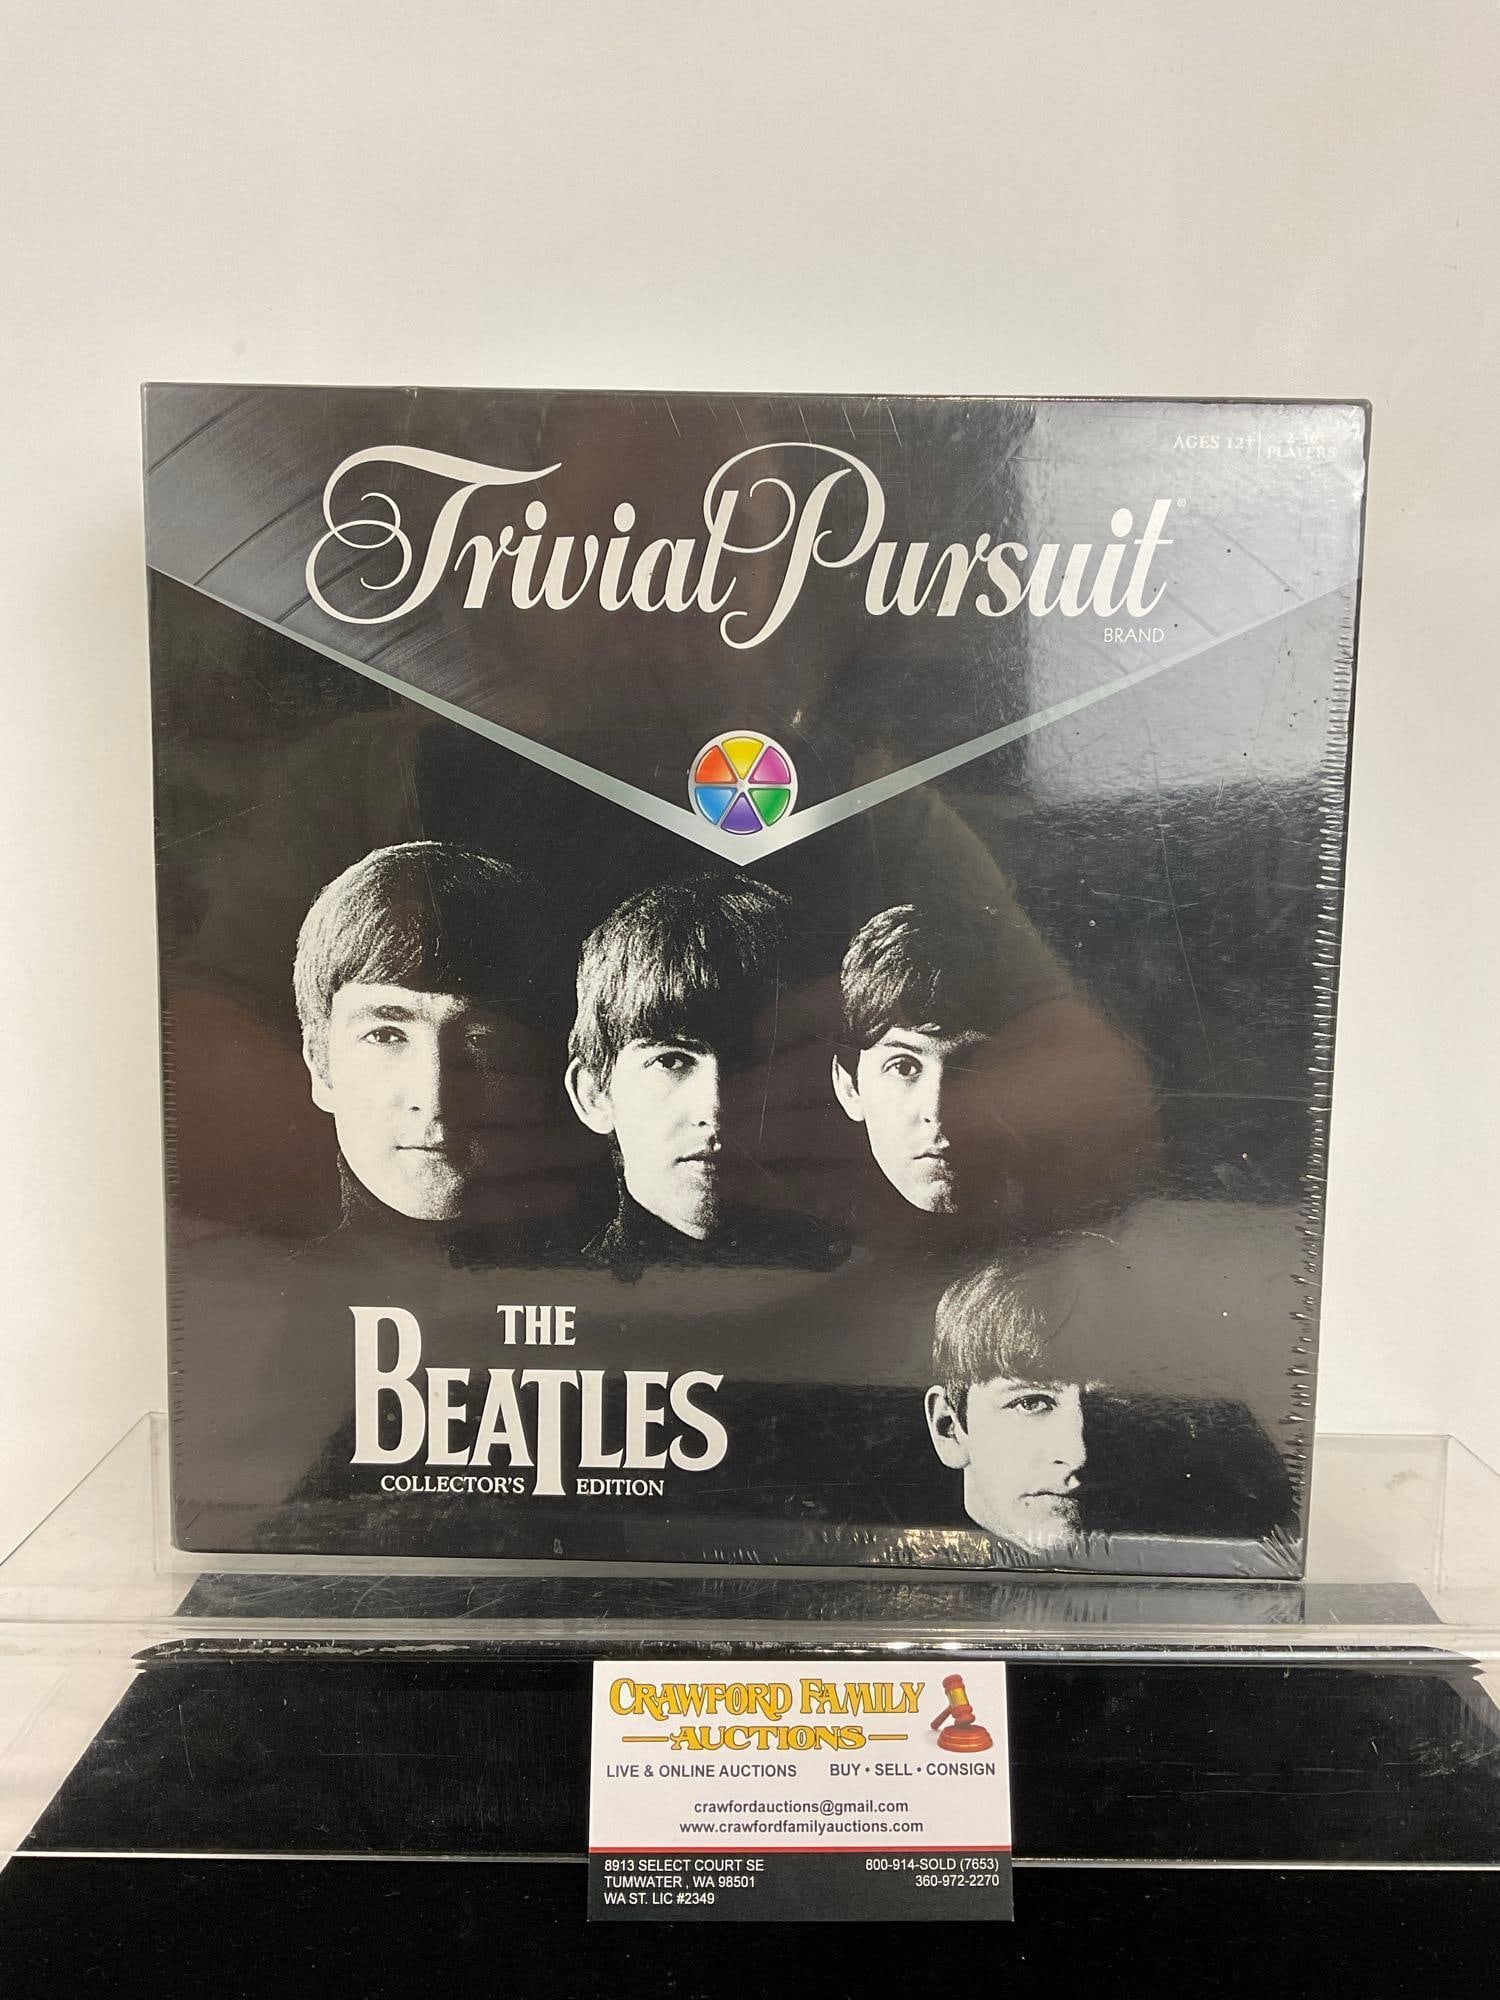 AGES 12+ | 2-36 PLAYERS
Trivial Pursuit®
BRAND
THE
BEATLES
COLLECTOR'S EDITION
CRAWFORD FAMILY
AUCTIONS
LIVE & ONLINE AUCTIONS BUY • SELL • CONSIGN
crawfordauctions@gmail.com
www.crawfordfamilyauctions.com
8913 SELECT COURT SE 800-914-SOLD (7653)
TUMWATER , WA 98501 360-972-2270
WA ST. LIC #2349